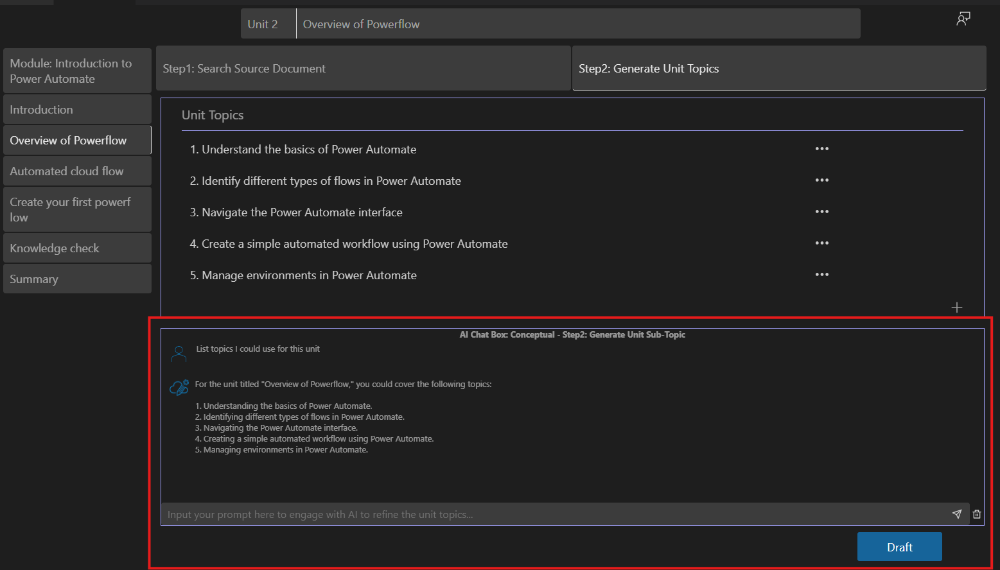 Unit 2
Overview of Powerflow
Module: Introduction to
Power Automate
Introduction
Overview of Powerflow
Automated cloud flow
Create your first powerf
low
Knowledge check
Summary
Step1: Search Source Document
Step2: Generate Unit Topics
Unit Topics
1. Understand the basics of Power Automate
2. Identify different types of flows in Power Automate
3. Navigate the Power Automate interface
4. Create a simple automated workflow using Power Automate
5. Manage environments in Power Automate
AI Chat Box: Conceptual - Step2: Generate Unit Sub-Topic
List topics I could use for this unit
For the unit titled "Overview of Powerflow," you could cover the following topics:
1. Understanding the basics of Power Automate.
2. Identifying different types of flows in Power Automate.
3. Navigating the Power Automate interface.
4. Creating a simple automated workflow using Power Automate.
5. Managing environments in Power Automate.
Input your prompt here to engage with AI to refine the unit topics...
Draft